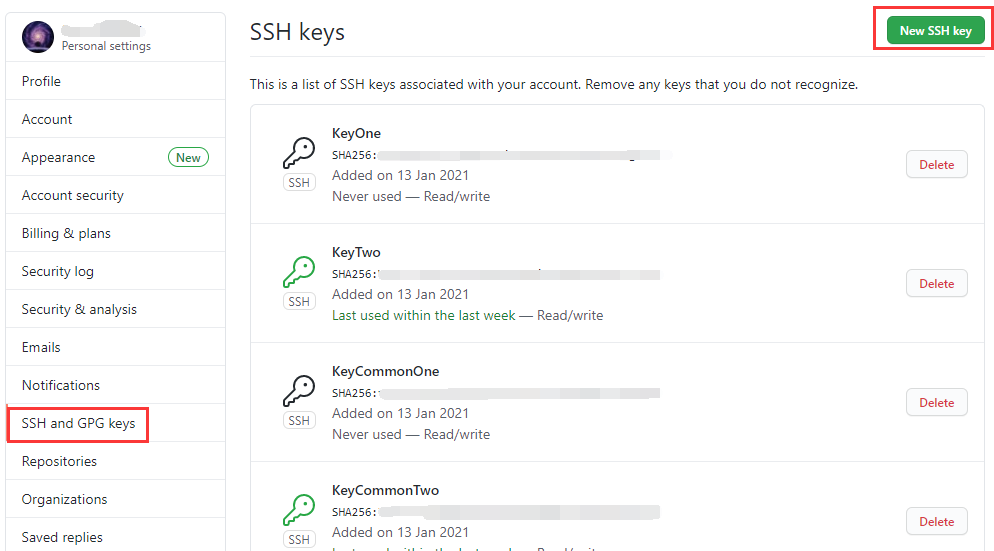 Personal settings
Profile
Account
Appearance New
Account security
Billing & plans
Security log
Security & analysis
Emails
Notifications
SSH and GPG keys
Repositories
Organizations
Saved replies
SSH keys
New SSH key
This is a list of SSH keys associated with your account. Remove any keys that you do not recognize.
KeyOne
SHA256:
Added on 13 Jan 2021
Never used — Read/write
SSH
Delete
KeyTwo
SHA256:
Added on 13 Jan 2021
Last used within the last week — Read/write
SSH
Delete
KeyCommonOne
SHA256:
Added on 13 Jan 2021
Never used — Read/write
SSH
Delete
KeyCommonTwo
SHA256:
Added on 13 Jan 2021
SSH
Delete